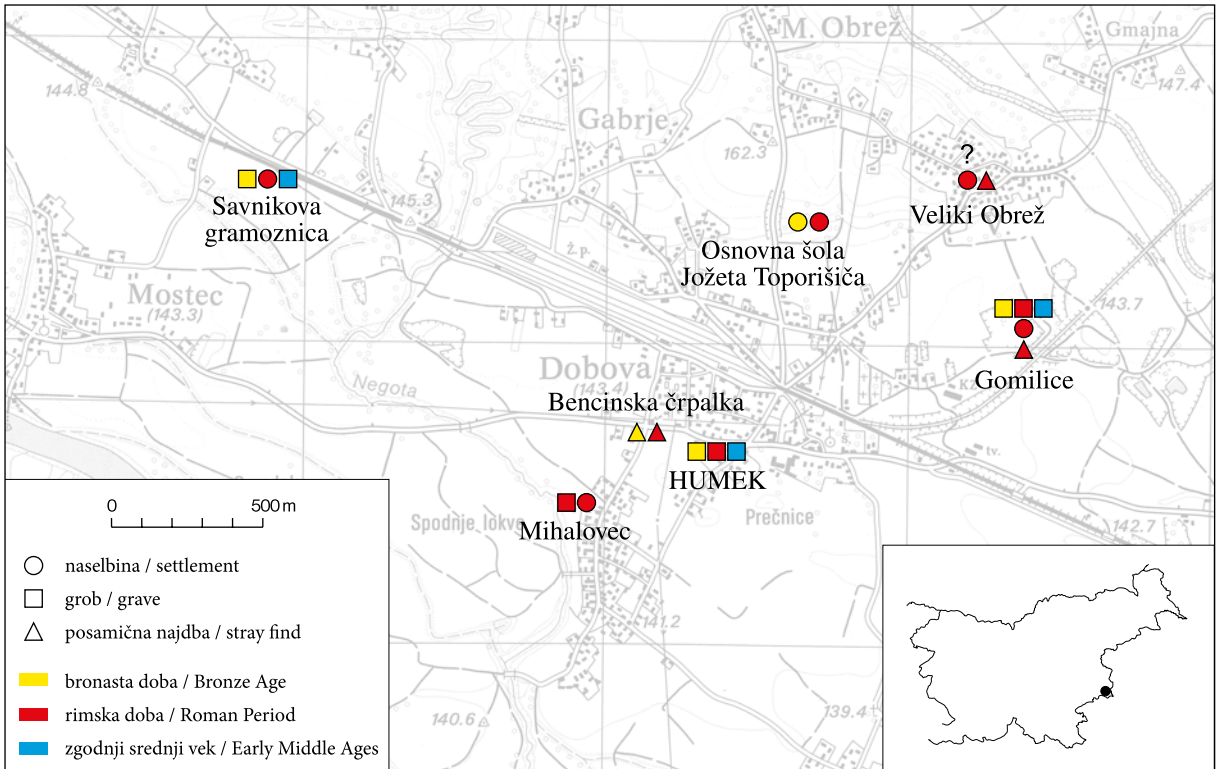 M. Obrež
Gmajna
144.8
147.4
Gabrje
162.3
?
Savnikova
gramoznica
145.3
Veliki Obrež
Osnovna šola
Jožeta Toporišiča
ž. p.
Mostec
(143.3)
143.7
Dobova
(143.4)
Negota
Gomilice
Bencinska črpalka
HUMEK
tv.
Spodnje Tokve
Prečnice
Mihalovec
142.7
141.2
140.6
139.4
0 500 m
naselbina / settlement
grob / grave
posamična najdba / stray find
bronasta doba / Bronze Age
rimska doba / Roman Period
zgodnji srednji vek / Early Middle Ages